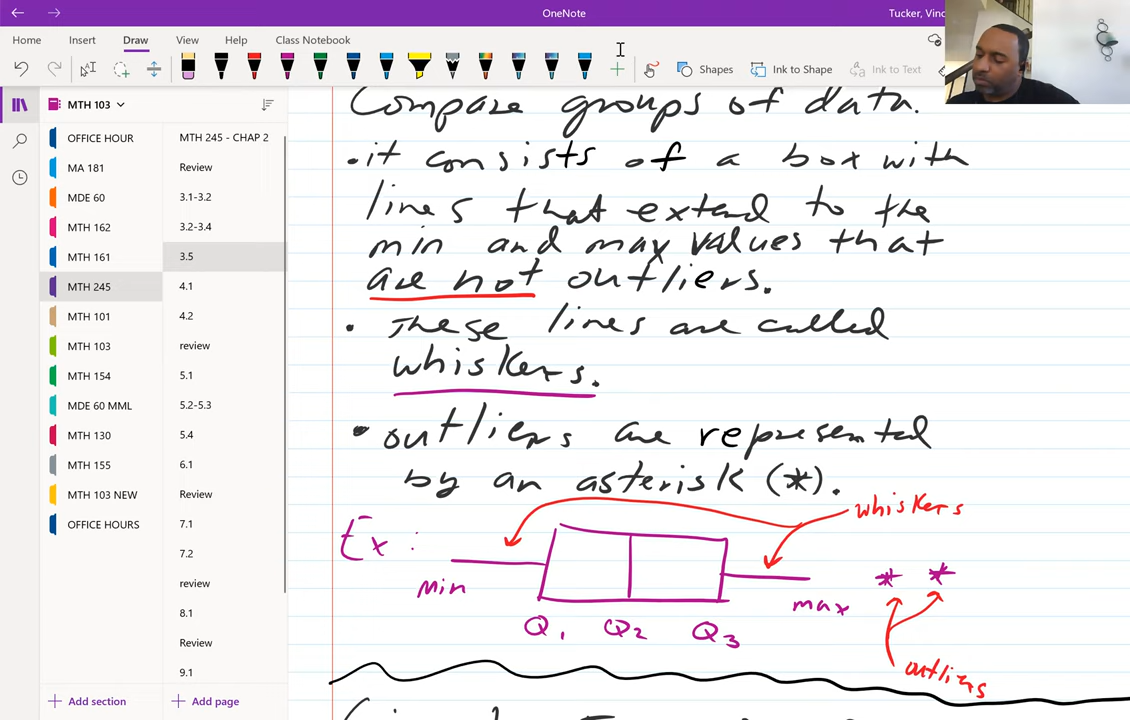 OneNote
Tucker, Vinc
Home Insert Draw View Help Class Notebook
Shapes Ink to Shape Ink to Text
MTH 103
OFFICE HOUR
MA 181
MDE 60
MTH 162
MTH 161
MTH 245
MTH 101
MTH 103
MTH 154
MDE 60 MML
MTH 130
MTH 155
MTH 103 NEW
OFFICE HOURS
Add section
MTH 245 - CHAP 2
Review
3.1-3.2
3.2-3.4
3.5
4.1
4.2
review
5.1
5.2-5.3
5.4
6.1
Review
7.1
7.2
review
8.1
Review
9.1
Add page
Compare groups of data.
• it consists of a box with
lines that extend to the
min and max values that
are not outliers.
• These lines are called
whiskers.
• outliers are represented
by an asterisk (*).
whiskers
Ex:
min
max
* *
Q1 Q2 Q3
outliers